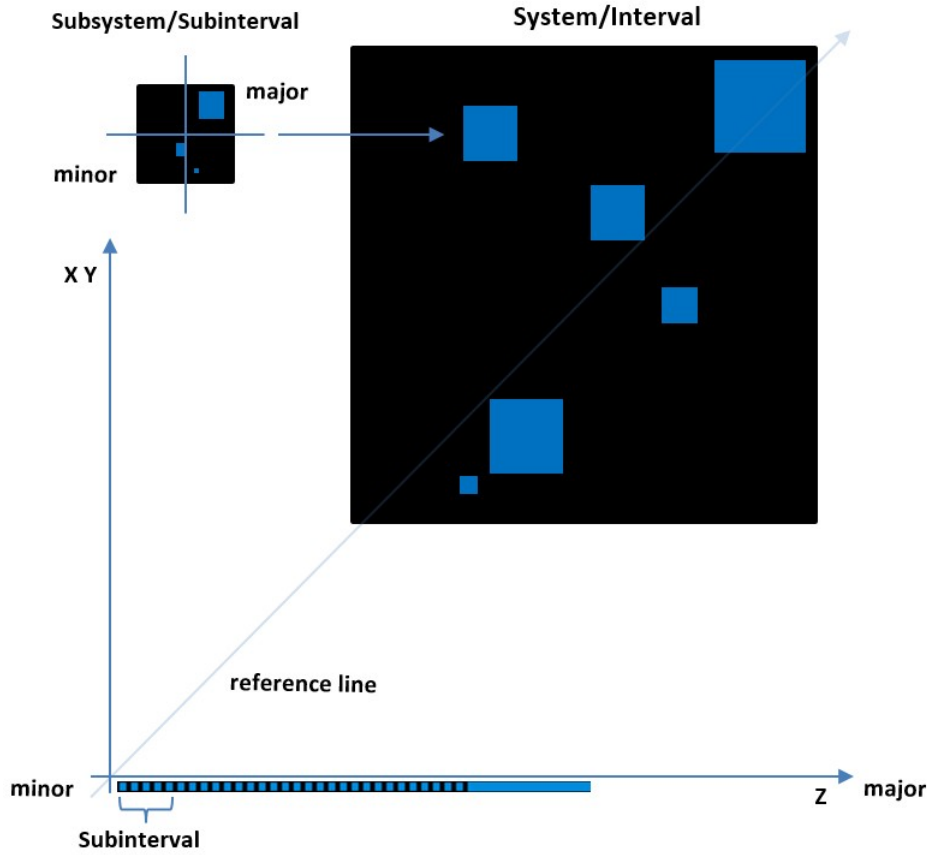 Subsystem/Subinterval
System/Interval
major
minor
X Y
reference line
minor
Z
major
Subinterval